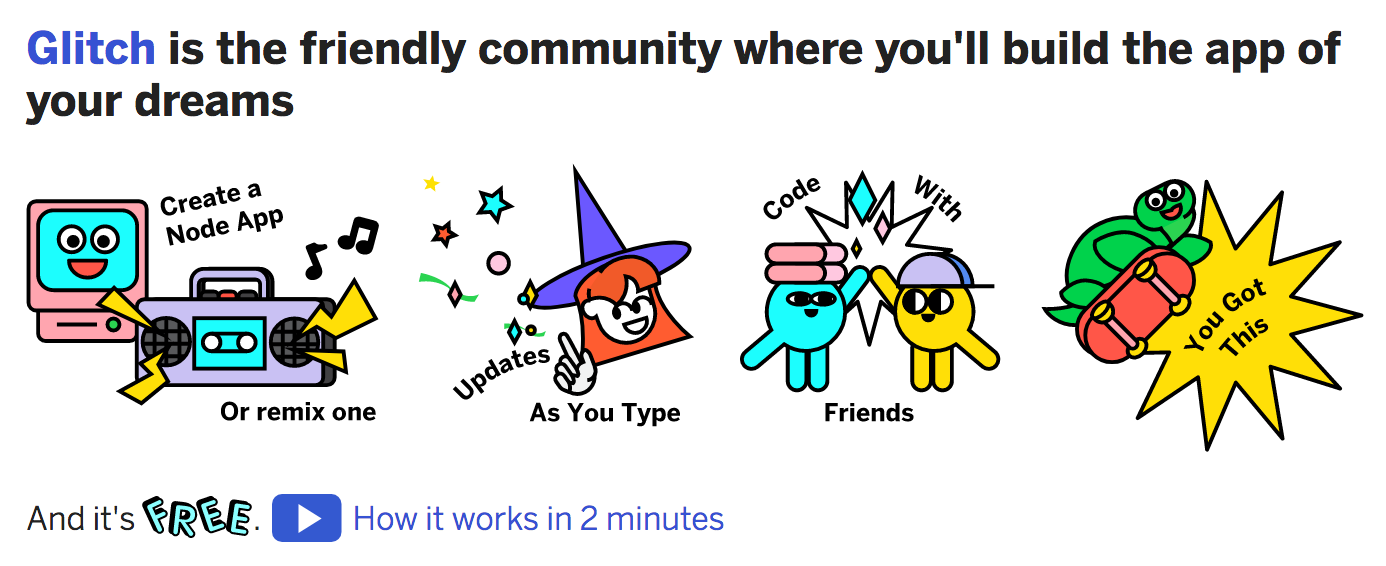 Glitch is the friendly community where you'll build the app of
your dreams
Create a
Node App
Or remix one
Updates
As You Type
Code With
Friends
You Got
This
And it's FREE. How it works in 2 minutes